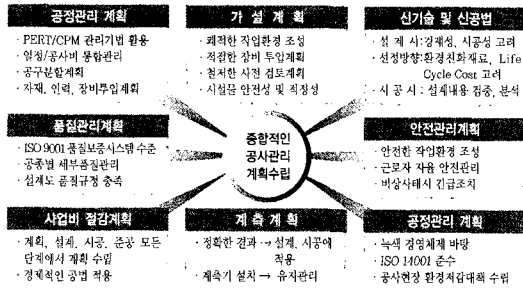 공정관리 계획
· PERT/CPM 관리기법 활용
· 일정/공사비 통합관리
· 공구분할계획
· 자재, 인력, 장비투입계획
가 설 계 획
· 쾌적한 작업환경 조성
· 적절한 장비 투입계획
· 철저한 사전 검토계획
· 시설물 안전성 및 적정성
신기술 및 신공법
· 설 계 시:경제성, 시공성 고려
· 선정방향:환경친화재료, Life
Cycle Cost 고려
· 시 공 시 : 설계내용 검증, 분석
품질관리계획
· ISO 9001 품질보증시스템 수준
· 공종별 세부품질관리
· 설계도 품질규정 충족
종합적인
공사관리
계획수립
안전관리계획
· 안전한 작업환경 조성
· 근로자 자율 안전관리
· 비상사태시 긴급조치
사업비 절감계획
· 계획, 설계, 시공, 준공 모든
단계에서 계획 수립
· 경제적인 공법 적용
계 측 계 획
· 정확한 결과 → 설계, 시공에
적용
· 계측기 설치 → 유지관리
공정관리 계획
· 녹색 경영체제 바탕
· ISO 14001 준수
· 공사현장 환경저감대책 수립